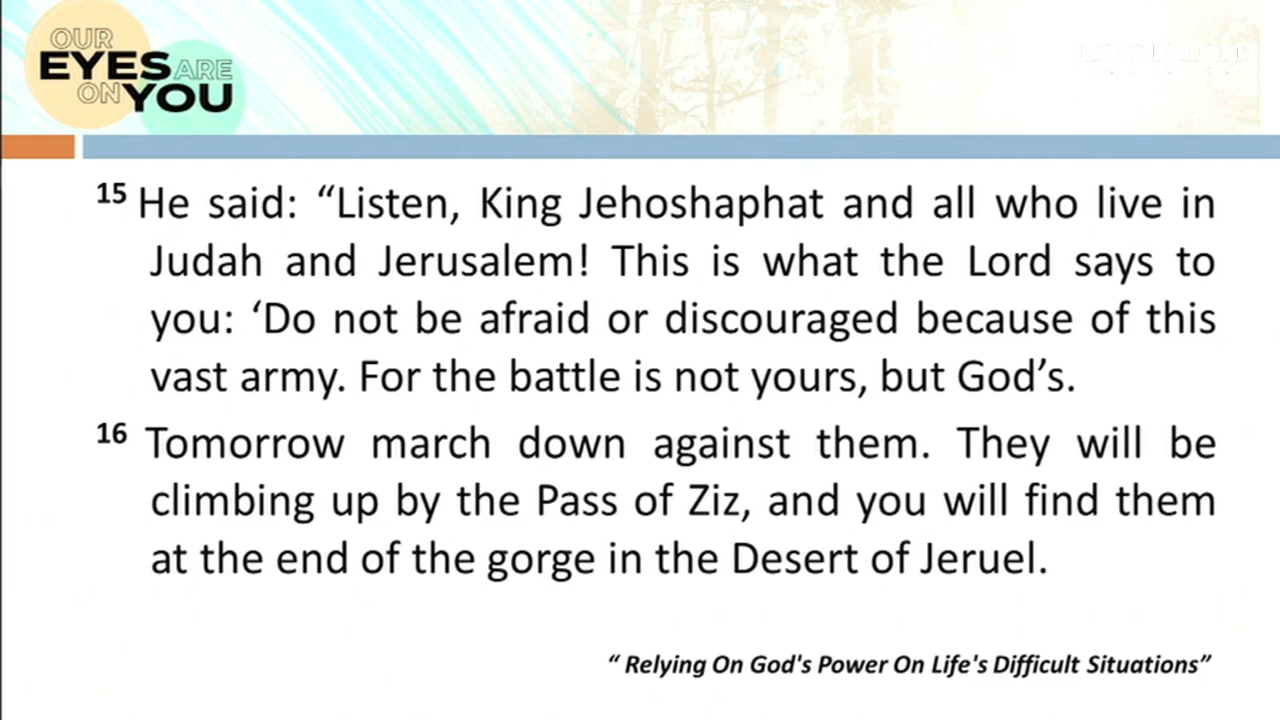 OUR
EYES ARE
ON YOU
15 He said: “Listen, King Jehoshaphat and all who live in
Judah and Jerusalem! This is what the Lord says to
you: ‘Do not be afraid or discouraged because of this
vast army. For the battle is not yours, but God’s.
16 Tomorrow march down against them. They will be
climbing up by the Pass of Ziz, and you will find them
at the end of the gorge in the Desert of Jeruel.
“ Relying On God's Power On Life's Difficult Situations”